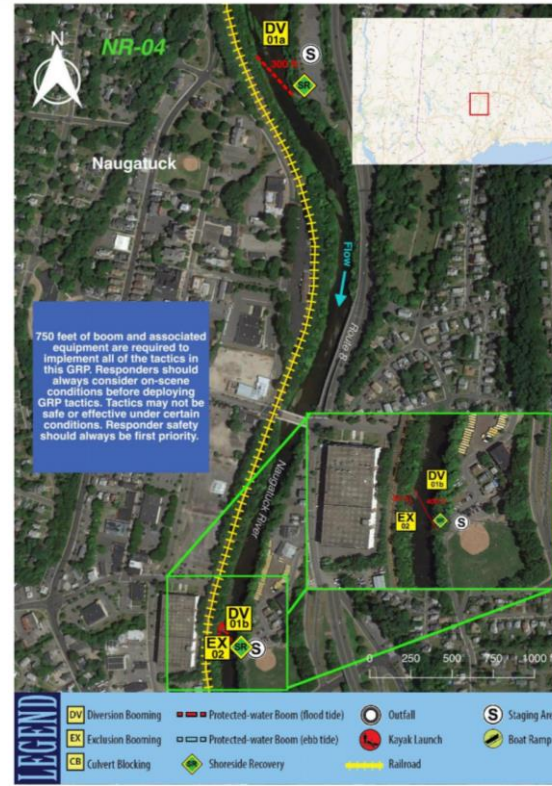 N
NR-04
DV
01a
S
300 ft
SR
Naugatuck
Flow
Route 8
750 feet of boom and associated
equipment are required to
implement all of the tactics in
this GRP. Responders should
always consider on-scene
conditions before deploying
GRP tactics. Tactics may not be
safe or effective under certain
conditions. Responder safety
should always be first priority.
Naugatuck River
DV
01b
EX
02
SR
S
DV
01b
EX
02
SR
S
0 250 500 750 1000 f
LEGEND
DV Diversion Booming
Protected-water Boom (flood tide)
Outfall
S Staging Are
EX Exclusion Booming
Protected-water Boom (ebb tide)
Kayak Launch
Boat Ramp
CB Culvert Blocking
SR Shoreside Recovery
Railroad